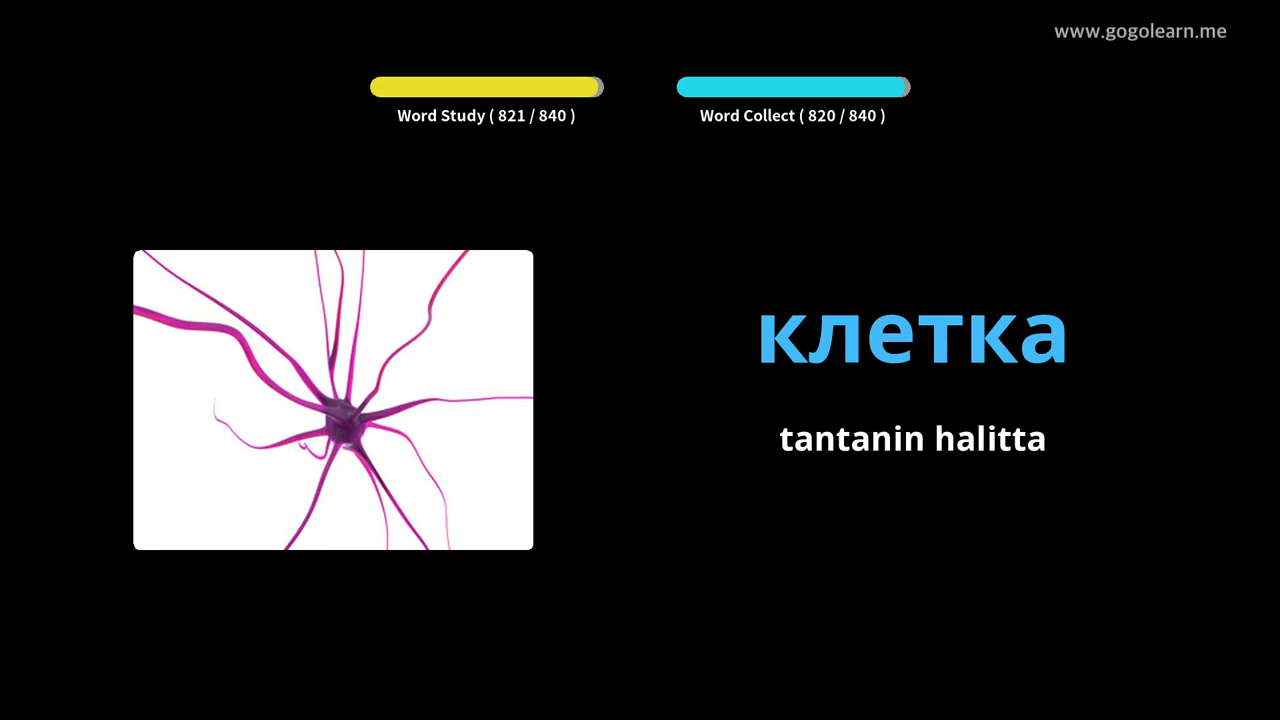 www.gogolearn.me
Word Study ( 821 / 840 )
Word Collect ( 820 / 840 )
клетка
tantanin halitta